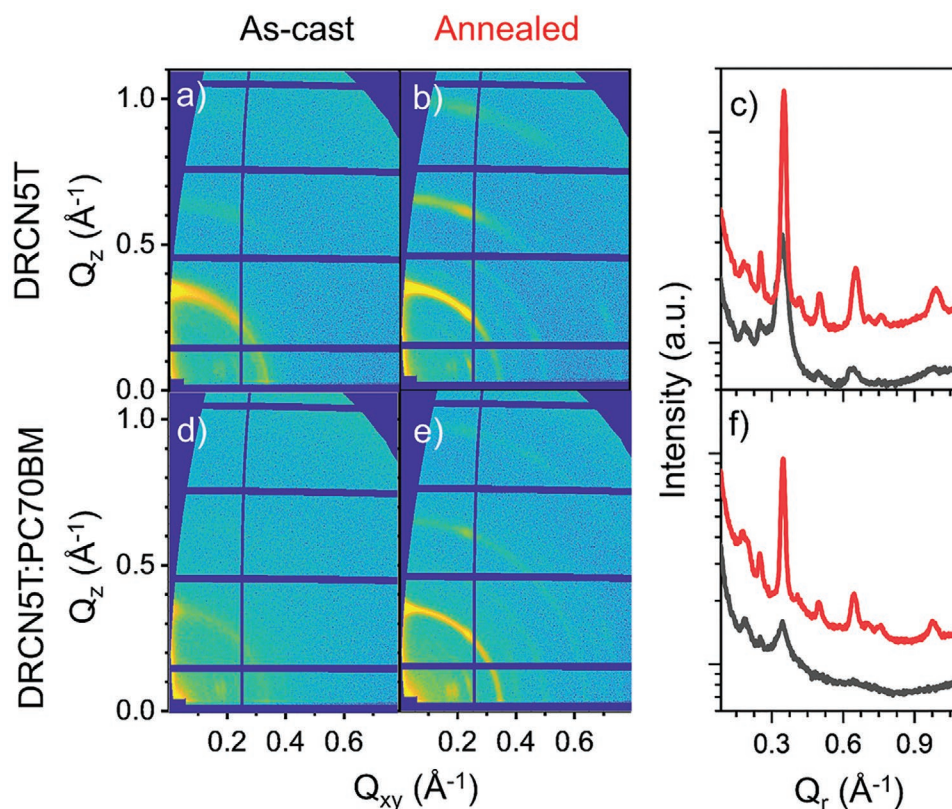 As-cast Annealed
DRCN5T
Q_z (Å⁻¹)
1.0
0.5
0.0
a)
b)
c)
DRCN5T:PC70BM
Q_z (Å⁻¹)
1.0
0.5
0.0
d)
e)
f)
Intensity (a.u.)
0.2 0.4 0.6 0.2 0.4 0.6
0.3 0.6 0.9
Q_xy (Å⁻¹)
Q_r (Å⁻¹)